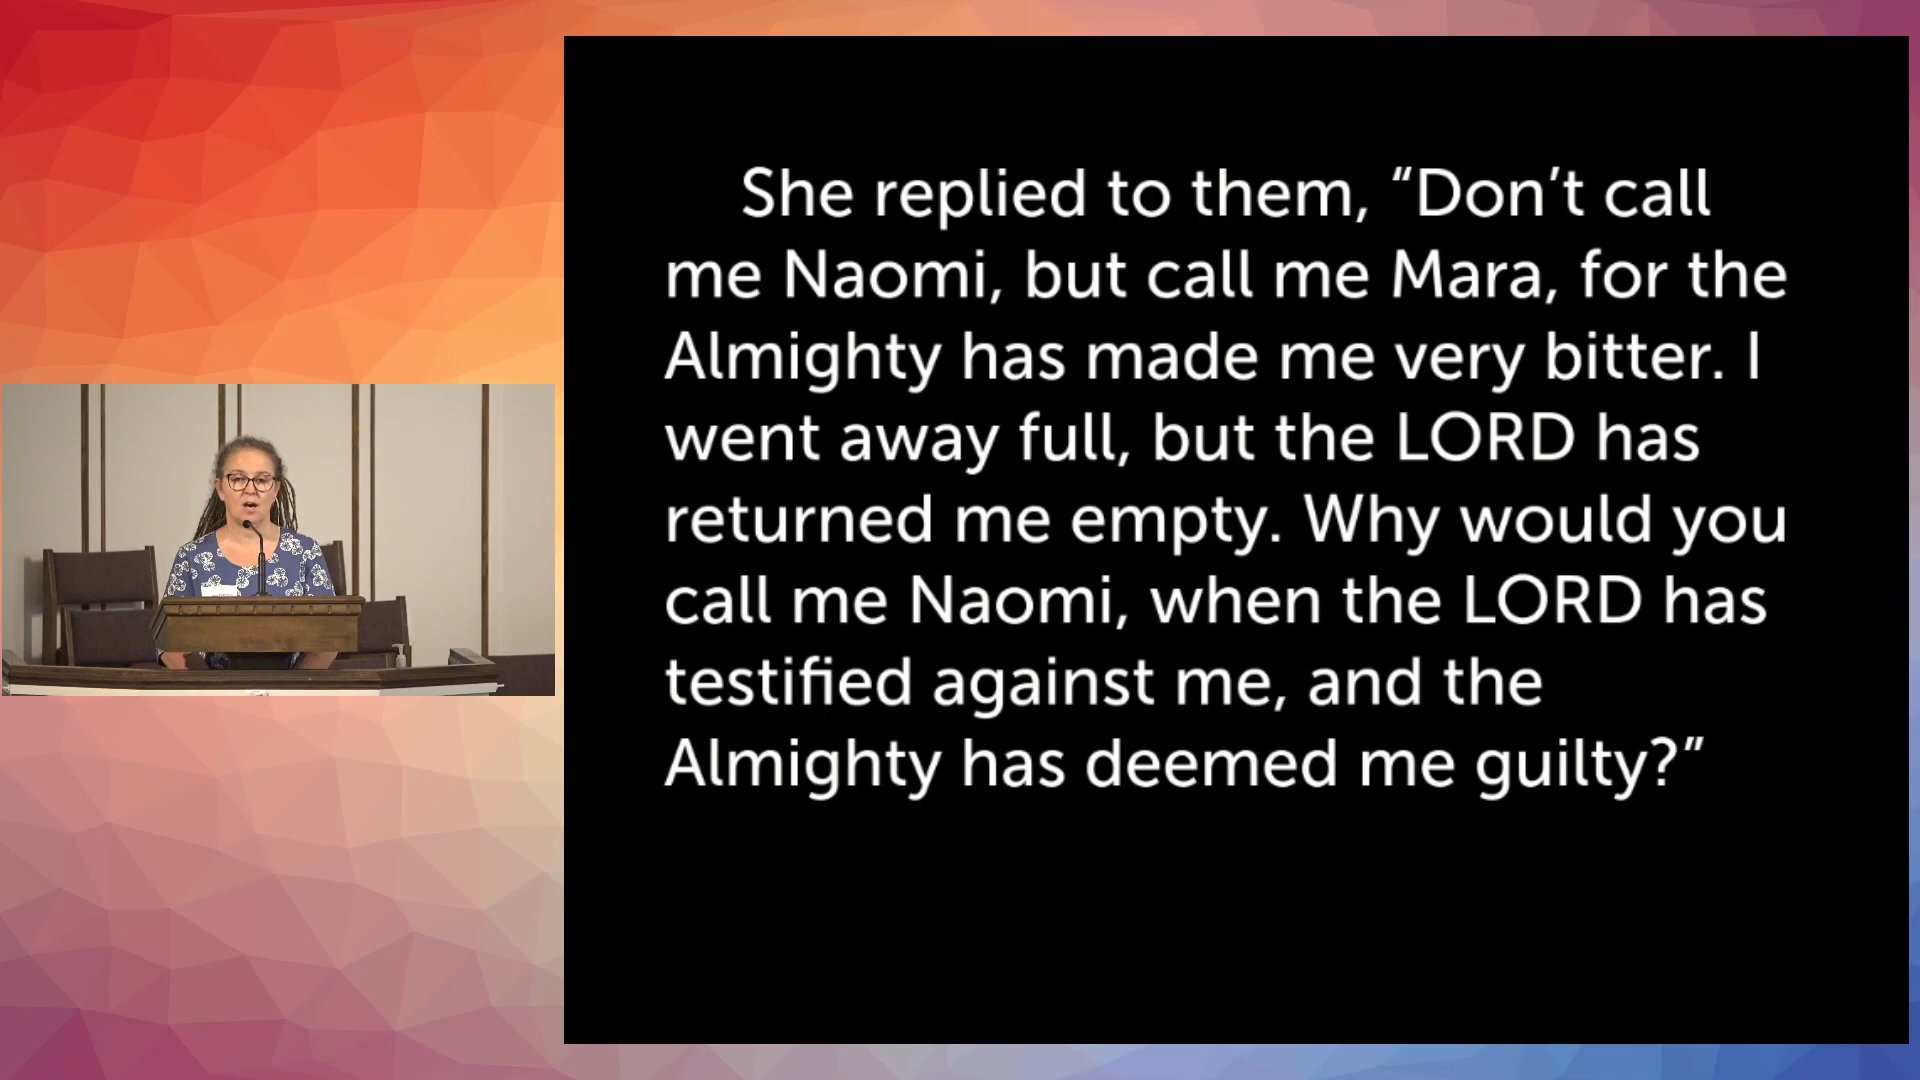 She replied to them, “Don’t call
me Naomi, but call me Mara, for the
Almighty has made me very bitter. I
went away full, but the LORD has
returned me empty. Why would you
call me Naomi, when the LORD has
testified against me, and the
Almighty has deemed me guilty?”